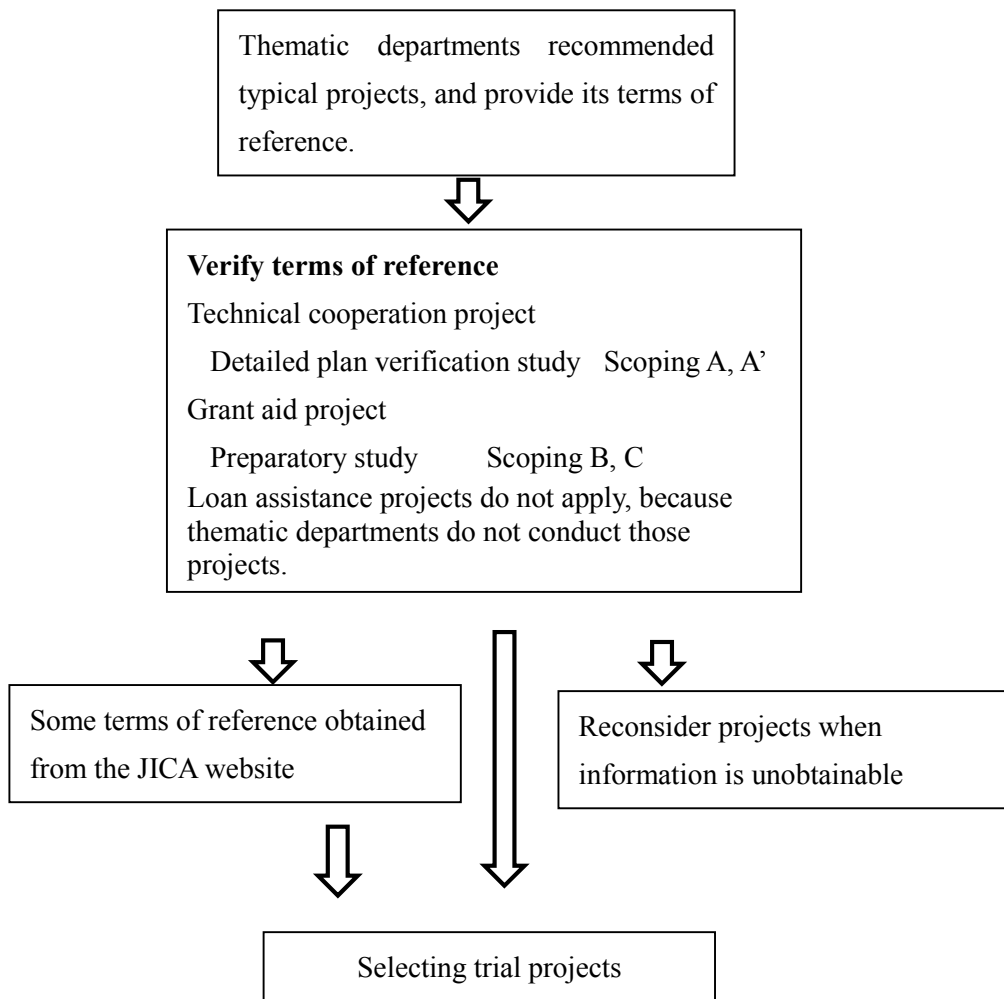 Thematic departments recommended
typical projects, and provide its terms of
reference.
Verify terms of reference
Technical cooperation project
Detailed plan verification study Scoping A, A’
Grant aid project
Preparatory study Scoping B, C
Loan assistance projects do not apply, because
thematic departments do not conduct those
projects.
Some terms of reference obtained
from the JICA website
Reconsider projects when
information is unobtainable
Selecting trial projects